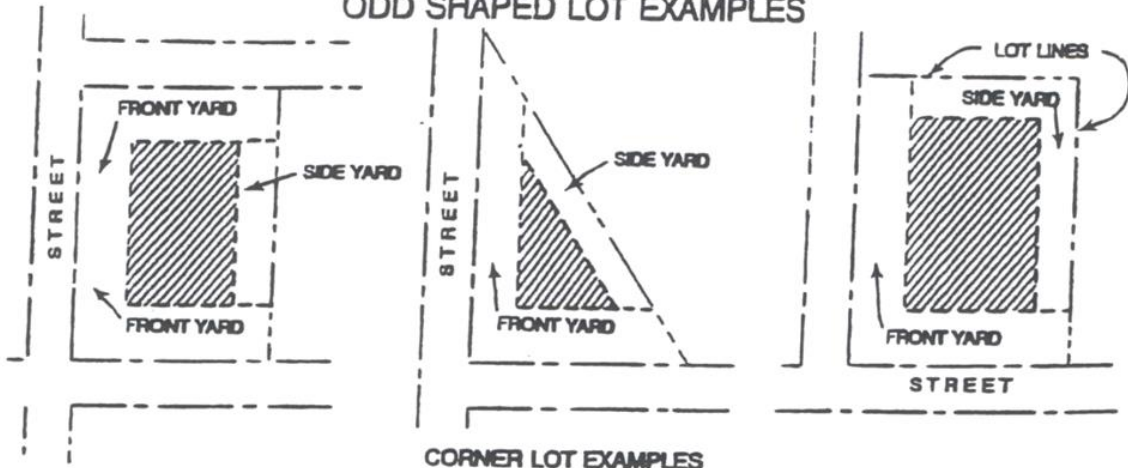 ODD SHAPED LOT EXAMPLES
FRONT YARD
STREET
SIDE YARD
FRONT YARD
STREET
SIDE YARD
FRONT YARD
LOT LINES
SIDE YARD
FRONT YARD
STREET
CORNER LOT EXAMPLES